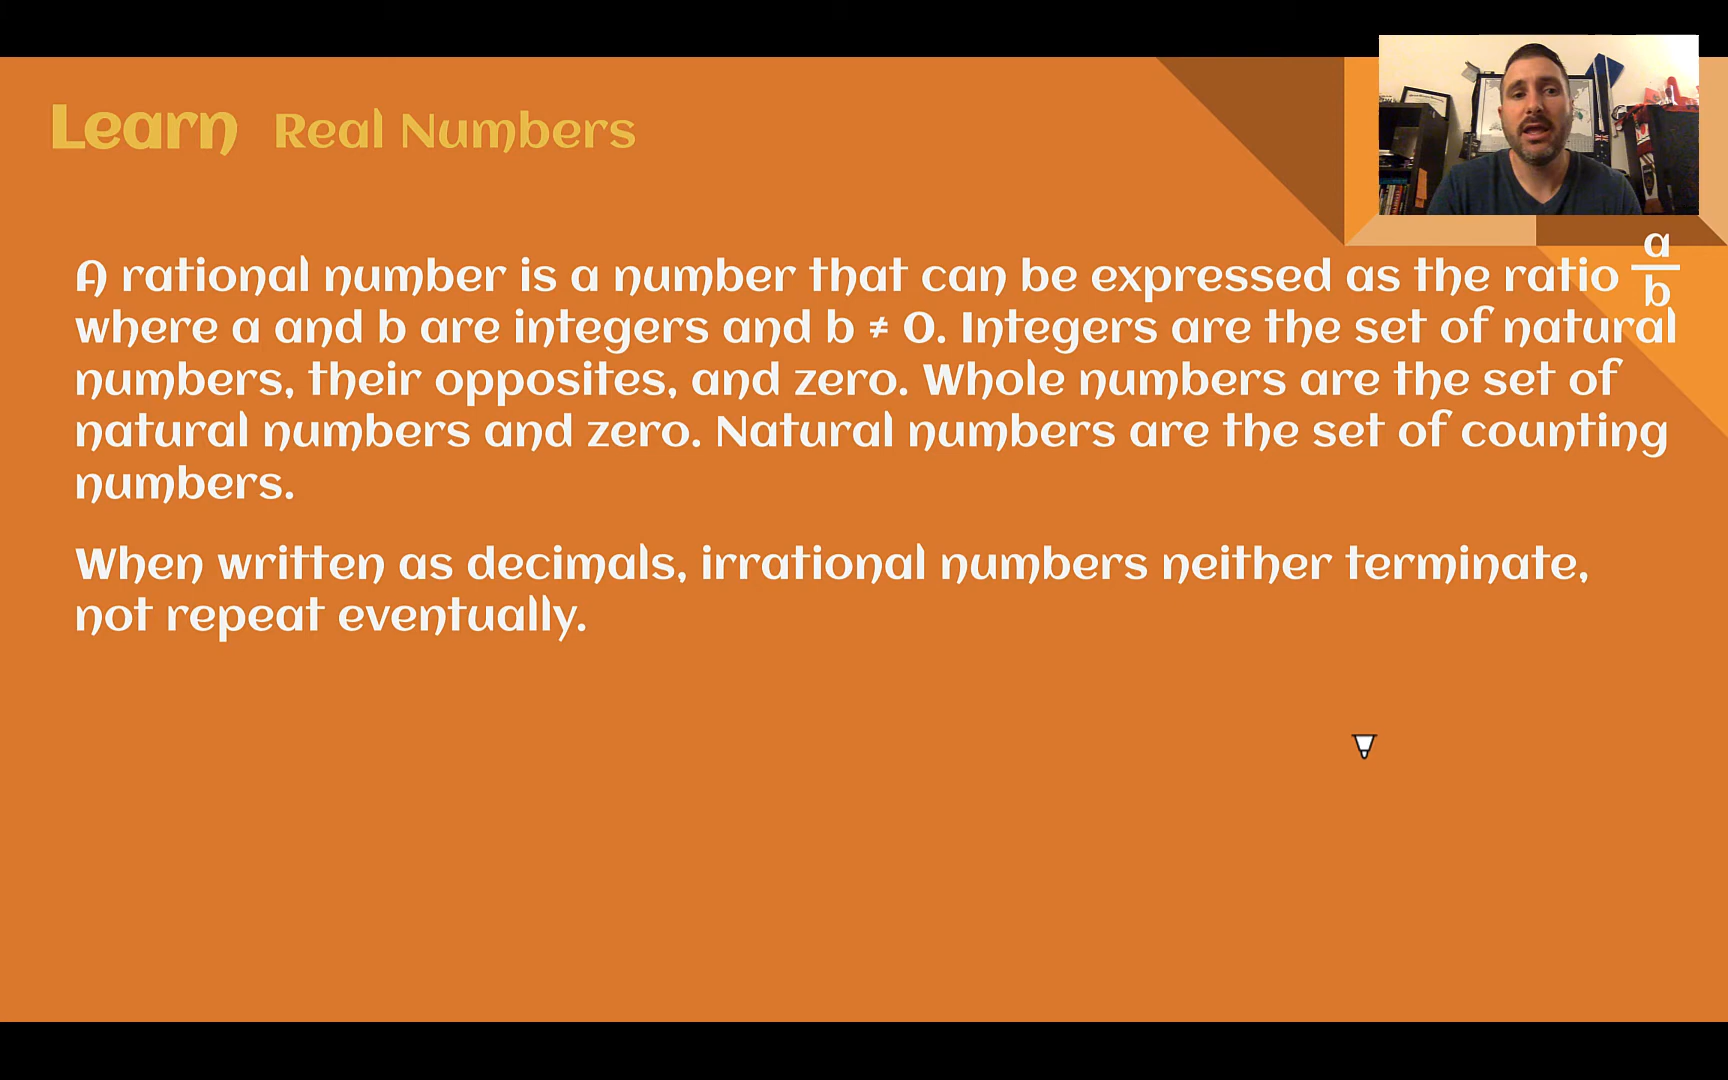 Learn Real Numbers
A rational number is a number that can be expressed as the ratio a/b
where a and b are integers and b ≠ 0. Integers are the set of natural
numbers, their opposites, and zero. Whole numbers are the set of
natural numbers and zero. Natural numbers are the set of counting
numbers.
When written as decimals, irrational numbers neither terminate,
not repeat eventually.